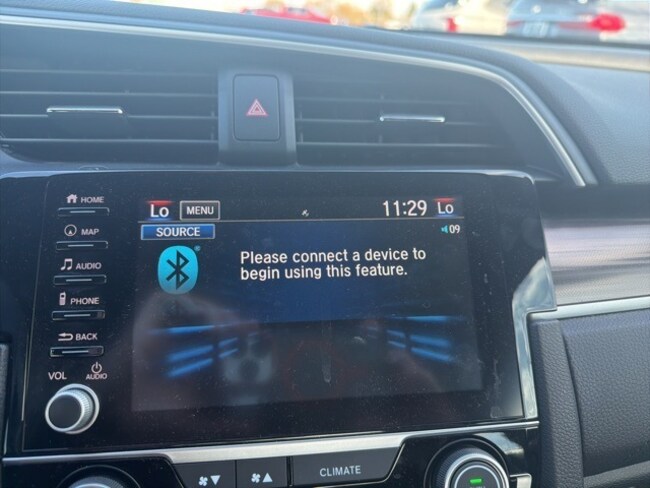 HOME
MAP
AUDIO
PHONE
BACK
VOL AUDIO
Lo MENU 11:29 Lo
SOURCE 09
Please connect a device to
begin using this feature.
CLIMATE